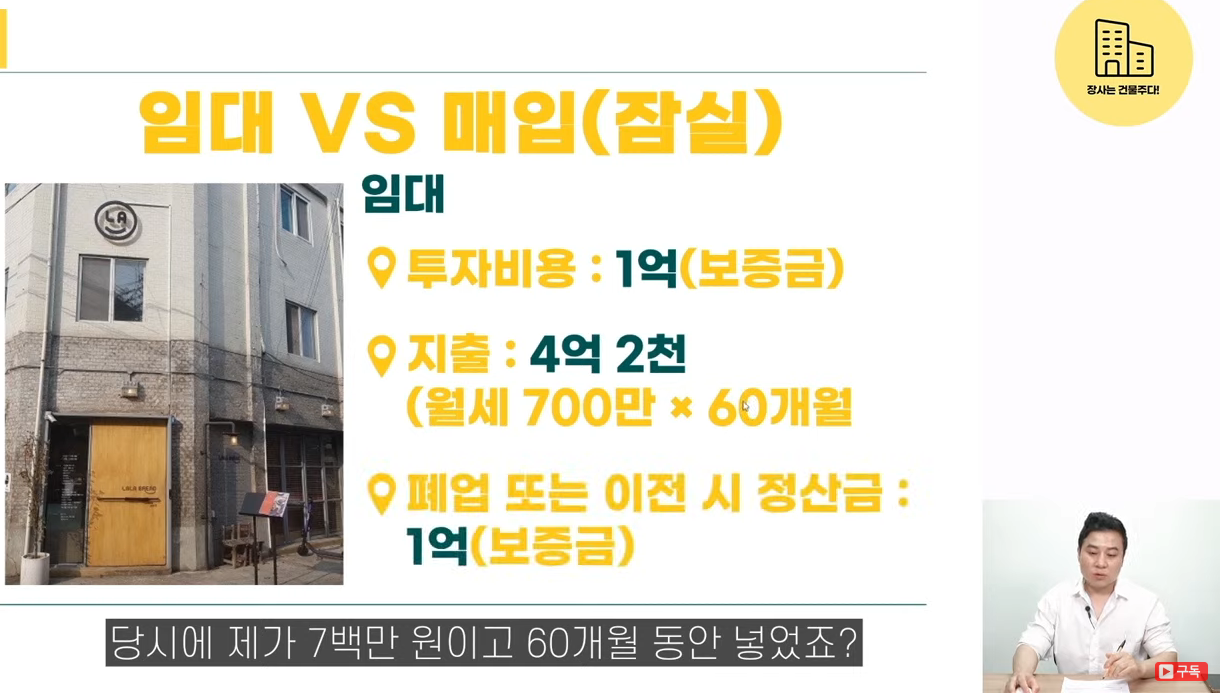 장사는 건물주다!
임대 VS 매입(잠실)
임대
투자비용 : 1억(보증금)
지출 : 4억 2천
(월세 700만 × 60개월
폐업 또는 이전 시 정산금 :
1억(보증금)
LA
LALA BREAD
당시에 제가 7백만 원이고 60개월 동안 넣었죠?
구독